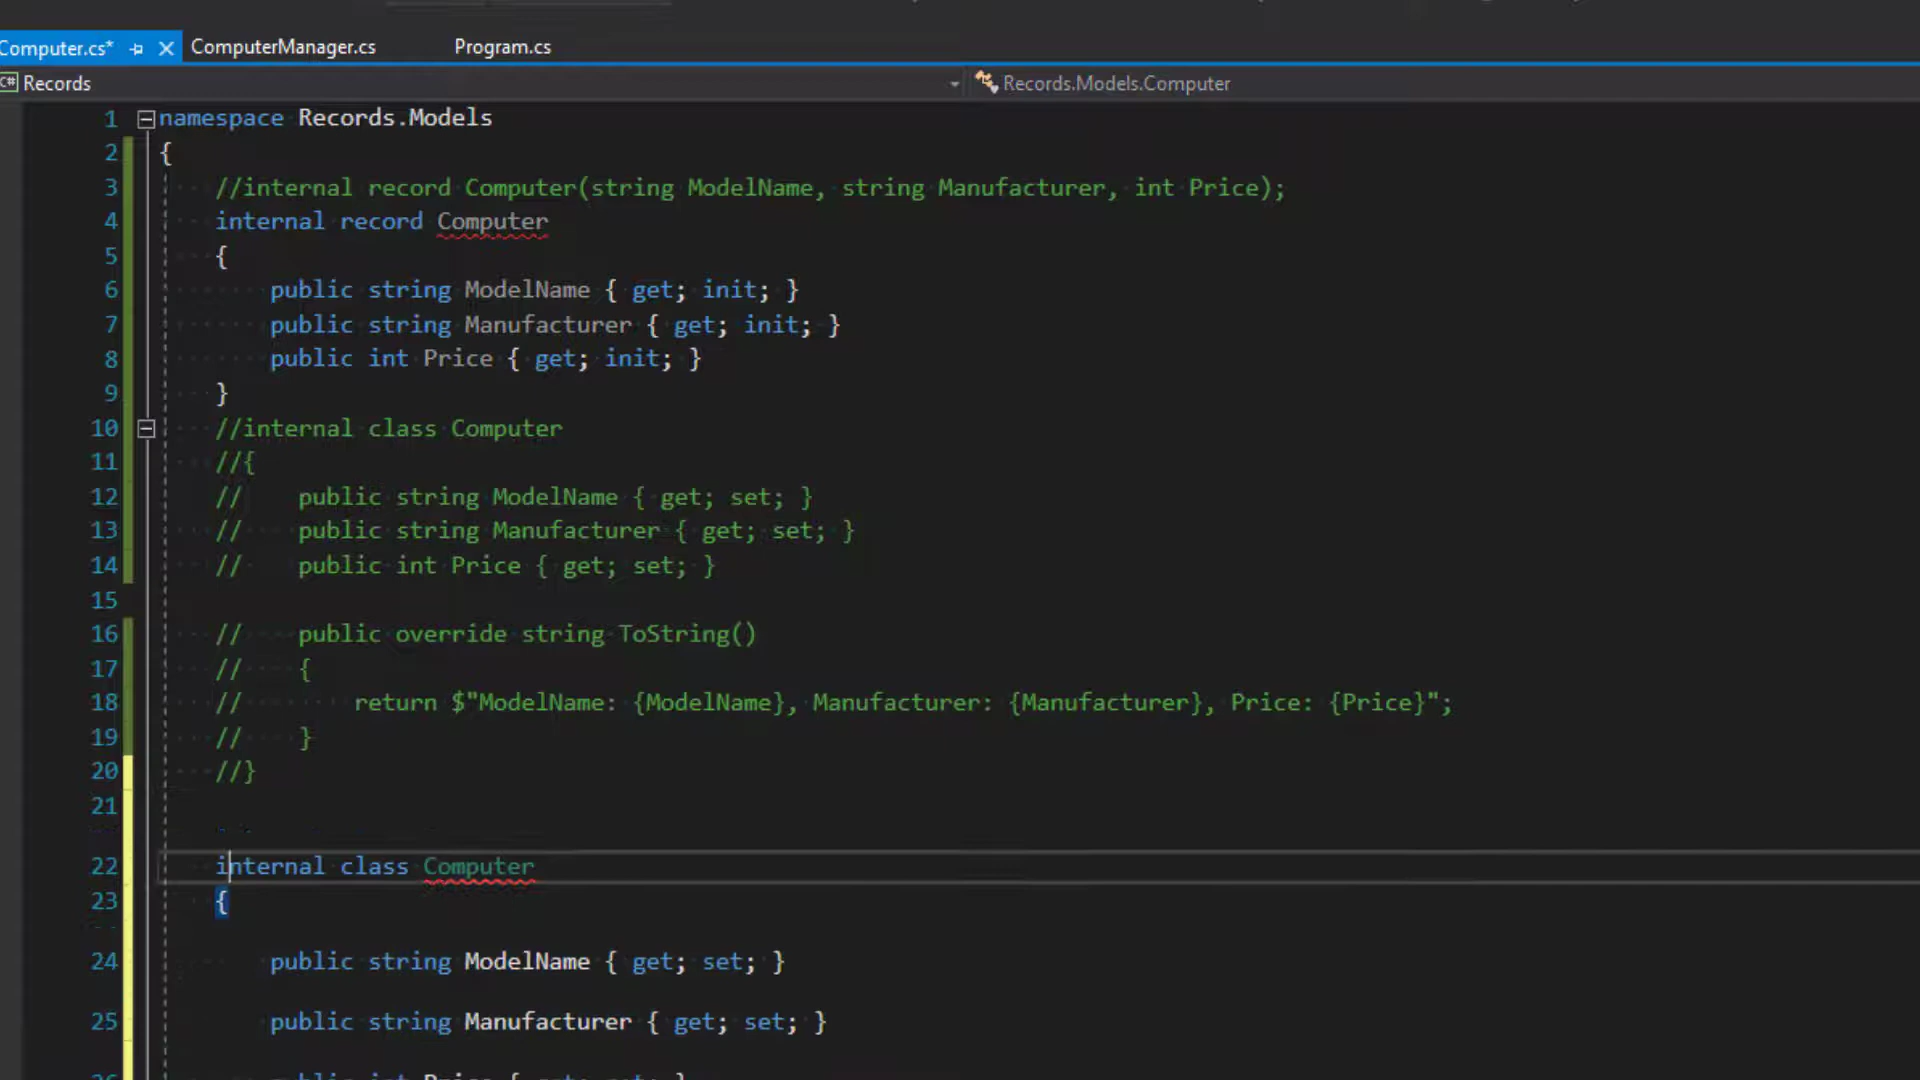 Computer.cs*
ComputerManager.cs
Program.cs
C# Records
Records.Models.Computer
1 namespace Records.Models
2 {
3 //internal record Computer(string ModelName, string Manufacturer, int Price);
4 internal record Computer
5 {
6 public string ModelName { get; init; }
7 public string Manufacturer { get; init; }
8 public int Price { get; init; }
9 }
10 //internal class Computer
11 //{
12 // public string ModelName { get; set; }
13 // public string Manufacturer { get; set; }
14 // public int Price { get; set; }
15
16 // public override string ToString()
17 // {
18 // return $"ModelName: {ModelName}, Manufacturer: {Manufacturer}, Price: {Price}";
19 // }
20 //}
21
22 internal class Computer
23 {
24 public string ModelName { get; set; }
25 public string Manufacturer { get; set; }